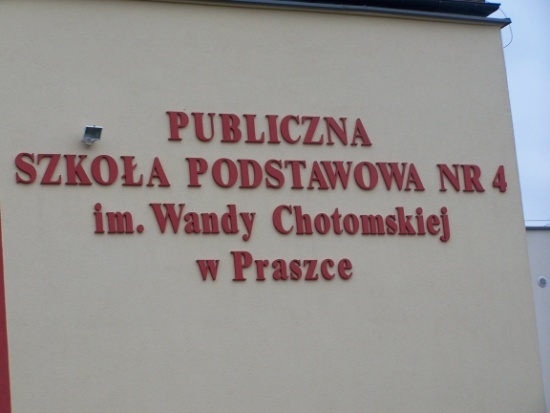 PUBLICZNA
SZKOŁA PODSTAWOWA NR 4
im. Wandy Chotomskiej
w Praszce